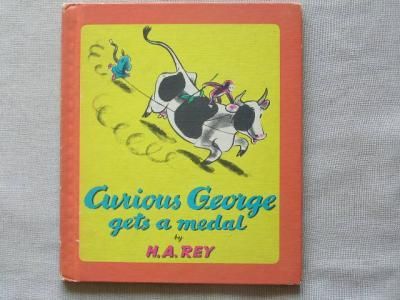 Curious George
gets a medal
by
H.A. REY